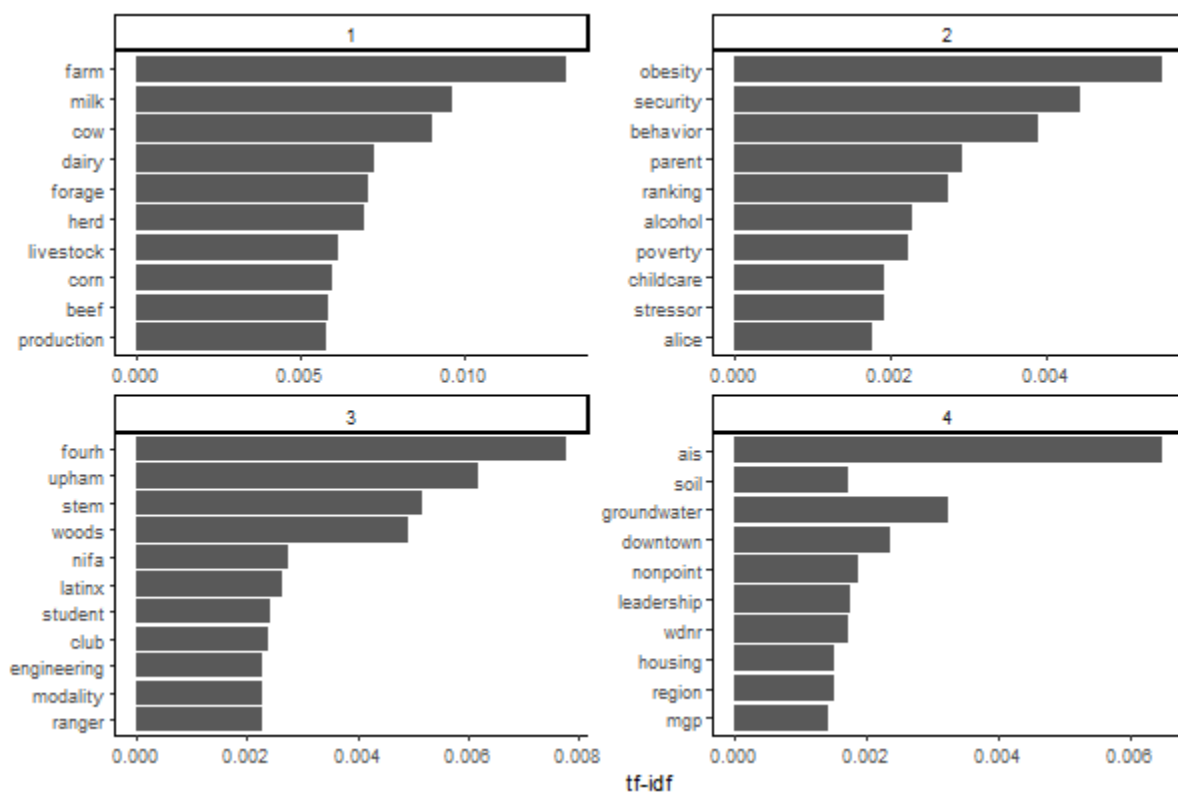 1
farm
milk
cow
dairy
forage
herd
livestock
corn
beef
production
0.000 0.005 0.010
2
obesity
security
behavior
parent
ranking
alcohol
poverty
childcare
stressor
alice
0.000 0.002 0.004
3
fourh
upham
stem
woods
nifa
latinx
student
club
engineering
modality
ranger
0.000 0.002 0.004 0.006 0.008
4
ais
soil
groundwater
downtown
nonpoint
leadership
wdnr
housing
region
mgp
0.000 0.002 0.004 0.006
tf-idf